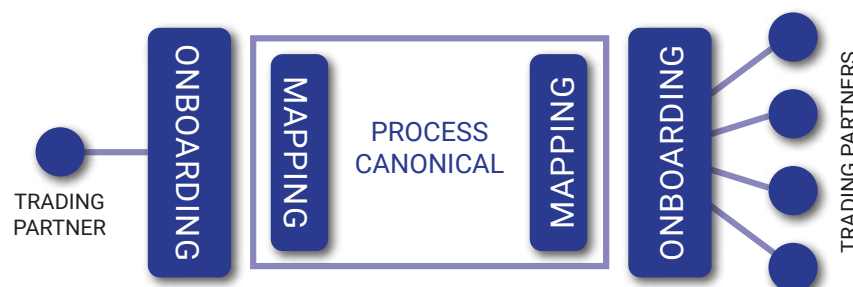 TRADING
PARTNER
ONBOARDING
MAPPING
PROCESS
CANONICAL
MAPPING
ONBOARDING
TRADING PARTNERS